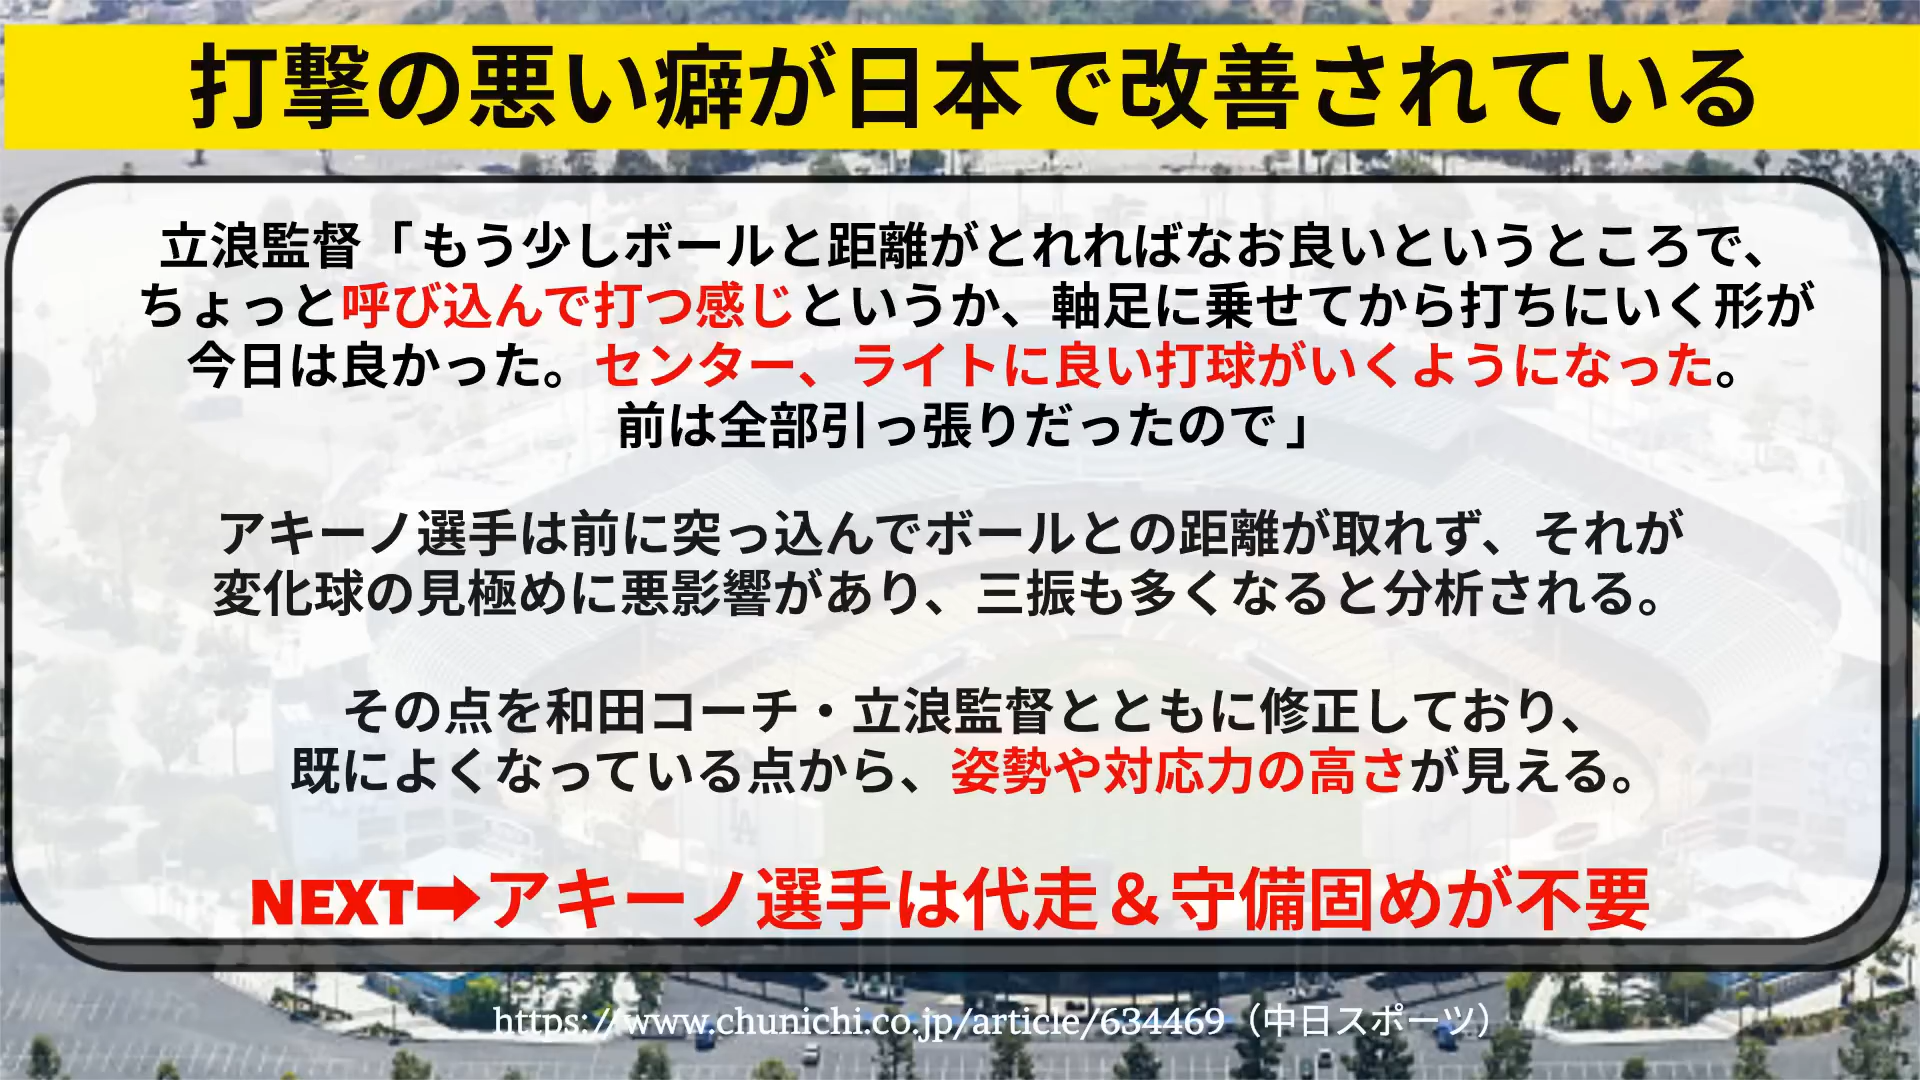 打撃の悪い癖が日本で改善されている
立浪監督「もう少しボールと距離がとれればなお良いというところで、
ちょっと呼び込んで打つ感じというか、軸足に乗せてから打ちにいく形が
今日は良かった。センター、ライトに良い打球がいくようになった。
前は全部引っ張りだったので」
アキーノ選手は前に突っ込んでボールとの距離が取れず、それが
変化球の見極めに悪影響があり、三振も多くなると分析される。
その点を和田コーチ・立浪監督とともに修正しており、
既によくなっている点から、姿勢や対応力の高さが見える。
NEXT➡アキーノ選手は代走＆守備固めが不要
https://www.chunichi.co.jp/article/634469（中日スポーツ）